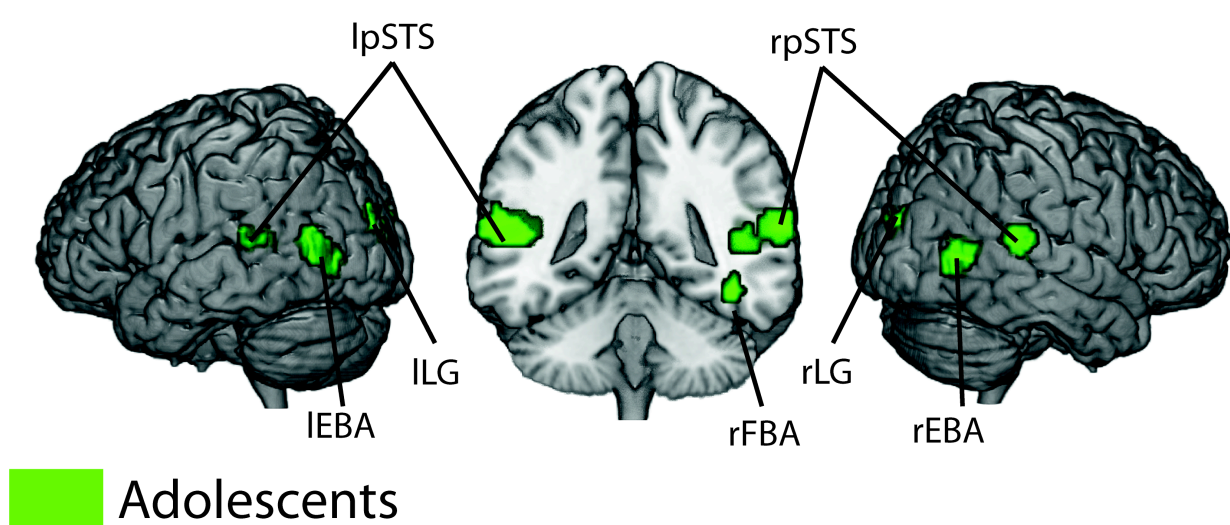 lpSTS
rpSTS
lLG
rLG
lEBA
rFBA
rEBA
Adolescents